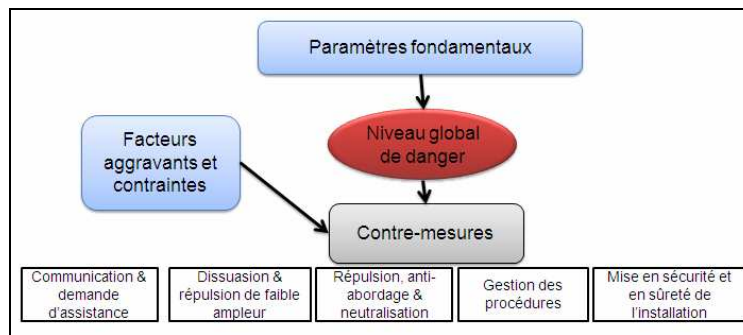 Paramètres fondamentaux
Facteurs
aggravants et
contraintes
Niveau global
de danger
Contre-mesures
Communication &
demande
d'assistance
Dissuasion &
répulsion de faible
ampleur
Répulsion, anti-
abordage &
neutralisation
Gestion des
procédures
Mise en sécurité et
en sûreté de
l'installation